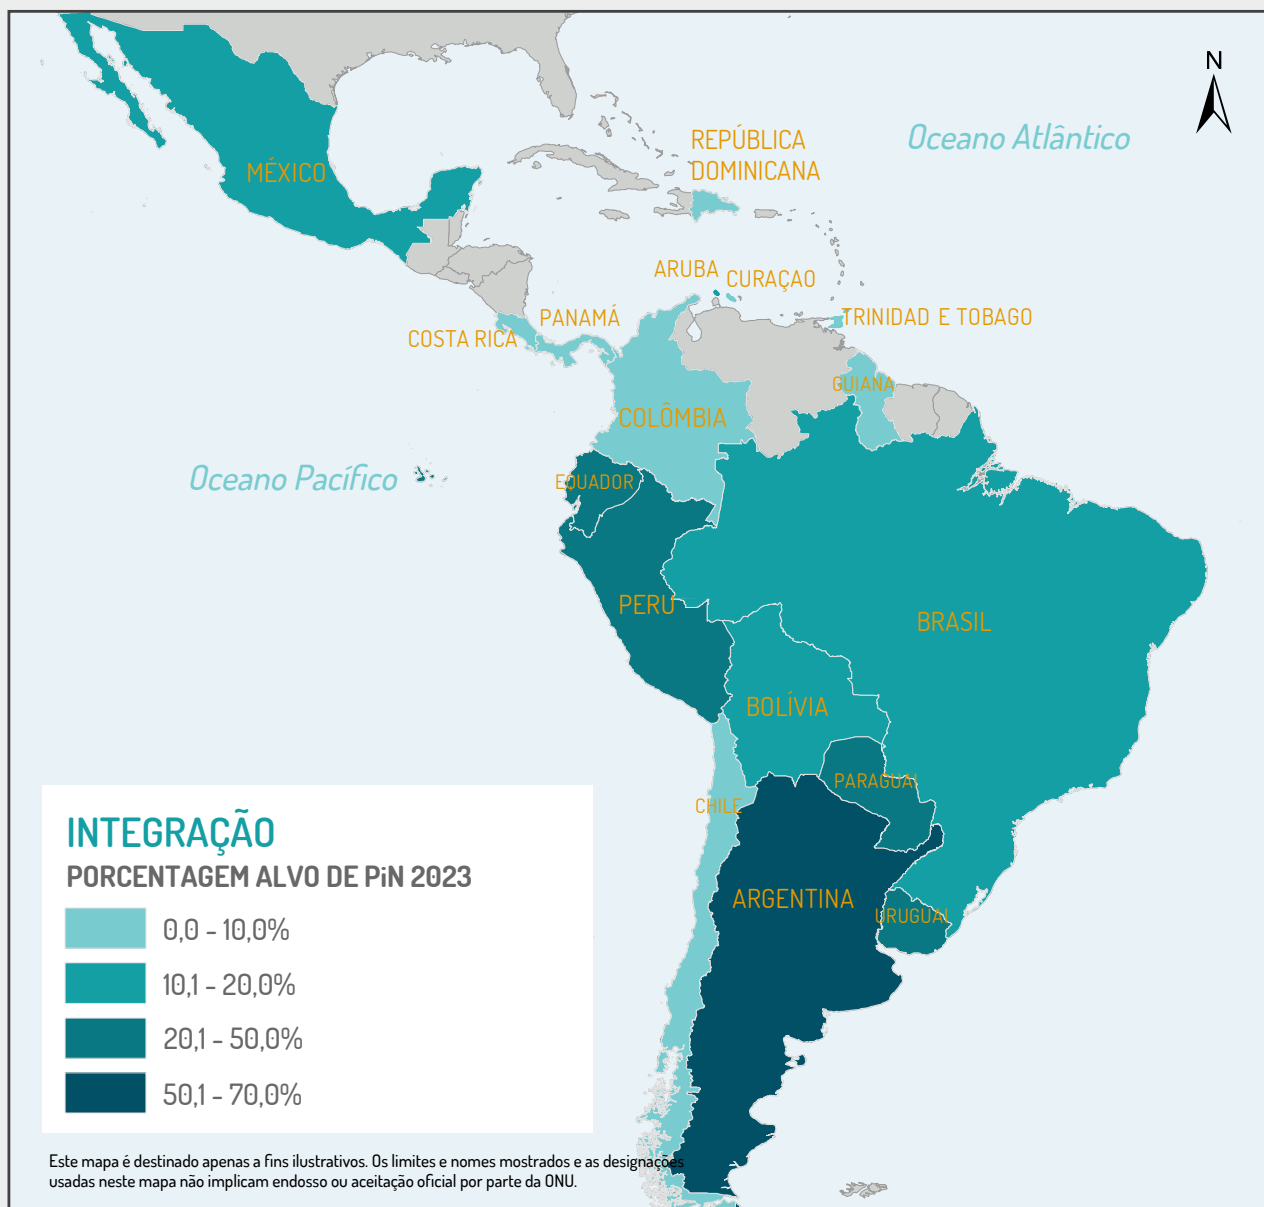 N
Oceano Atlântico
REPÚBLICA
DOMINICANA
MÉXICO
ARUBA
CURAÇAO
PANAMÁ
TRINIDAD E TOBAGO
COSTA RICA
GUIANA
COLÔMBIA
Oceano Pacífico
EQUADOR
PERU
BRASIL
BOLÍVIA
PARAGUAI
CHILE
ARGENTINA
URUGUAI
INTEGRAÇÃO
PORCENTAGEM ALVO DE PiN 2023
0,0 - 10,0%
10,1 - 20,0%
20,1 - 50,0%
50,1 - 70,0%
Este mapa é destinado apenas a fins ilustrativos. Os limites e nomes mostrados e as designações
usadas neste mapa não implicam endosso ou aceitação oficial por parte da ONU.